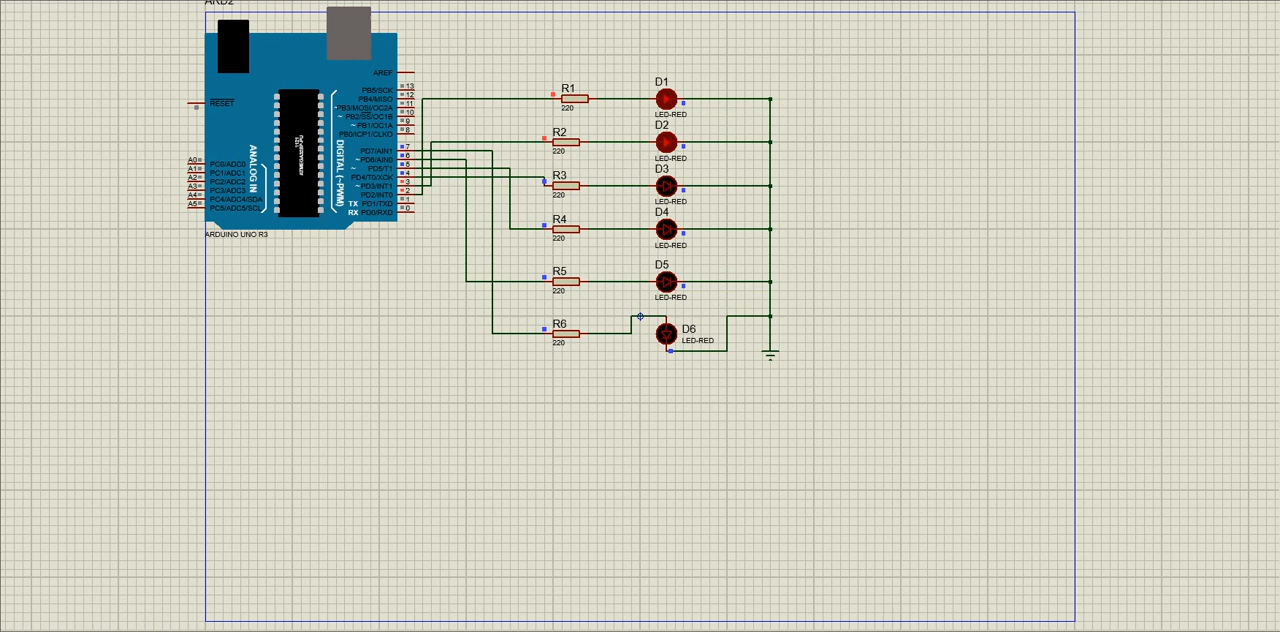 ARD2
RESET
AREF
PB5/SCK 13
PB4/MISO 12
~PB3/MOSI/OC2A 11
~ PB2/SS/OC1B 10
~ PB1/OC1A 9
PB0/ICP1/CLKO 8
PD7/AIN1 7
~ PD6/AIN0 6
~ PD5/T1 5
PD4/T0/XCK 4
~ PD3/INT1 3
PD2/INT0 2
TX PD1/TXD 1
RX PD0/RXD 0
DIGITAL (~PWM)
ANALOG IN
A0 PC0/ADC0
A1 PC1/ADC1
A2 PC2/ADC2
A3 PC3/ADC3
A4 PC4/ADC4/SDA
A5 PC5/ADC5/SCL
ARDUINO UNO R3
R1
220
D1
LED-RED
R2
220
D2
LED-RED
R3
220
D3
LED-RED
R4
220
D4
LED-RED
R5
220
D5
LED-RED
R6
220
D6
LED-RED